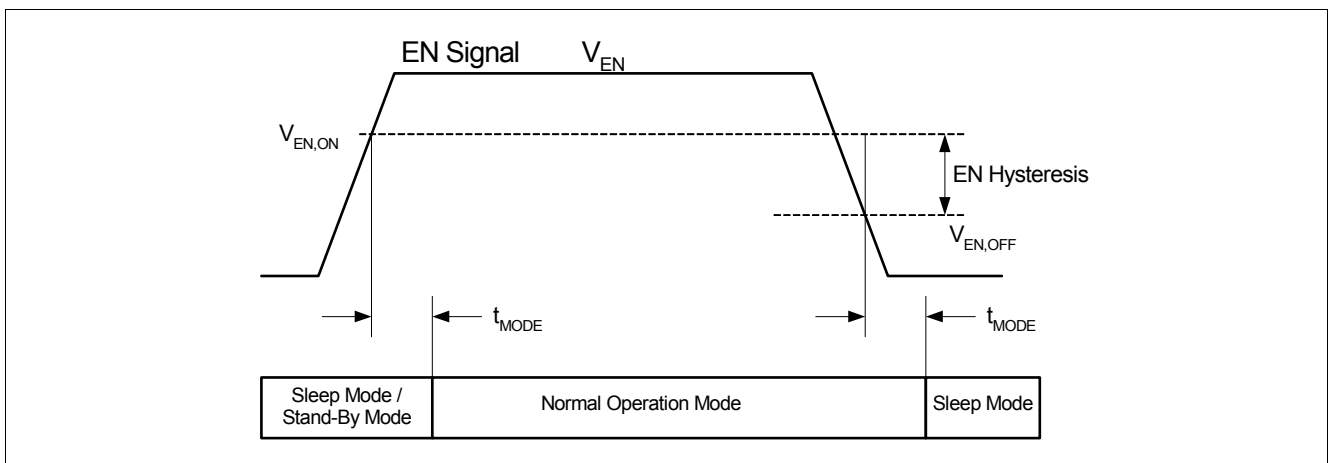 EN Signal V_EN
V_EN,ON
EN Hysteresis
V_EN,OFF
t_MODE t_MODE
Sleep Mode /
Stand-By Mode
Normal Operation Mode
Sleep Mode